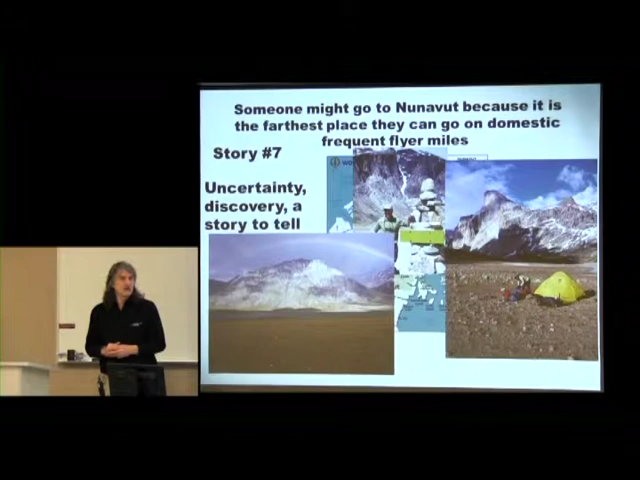 Someone might go to Nunavut because it is
the farthest place they can go on domestic
frequent flyer miles
Story #7
Uncertainty,
discovery, a
story to tell